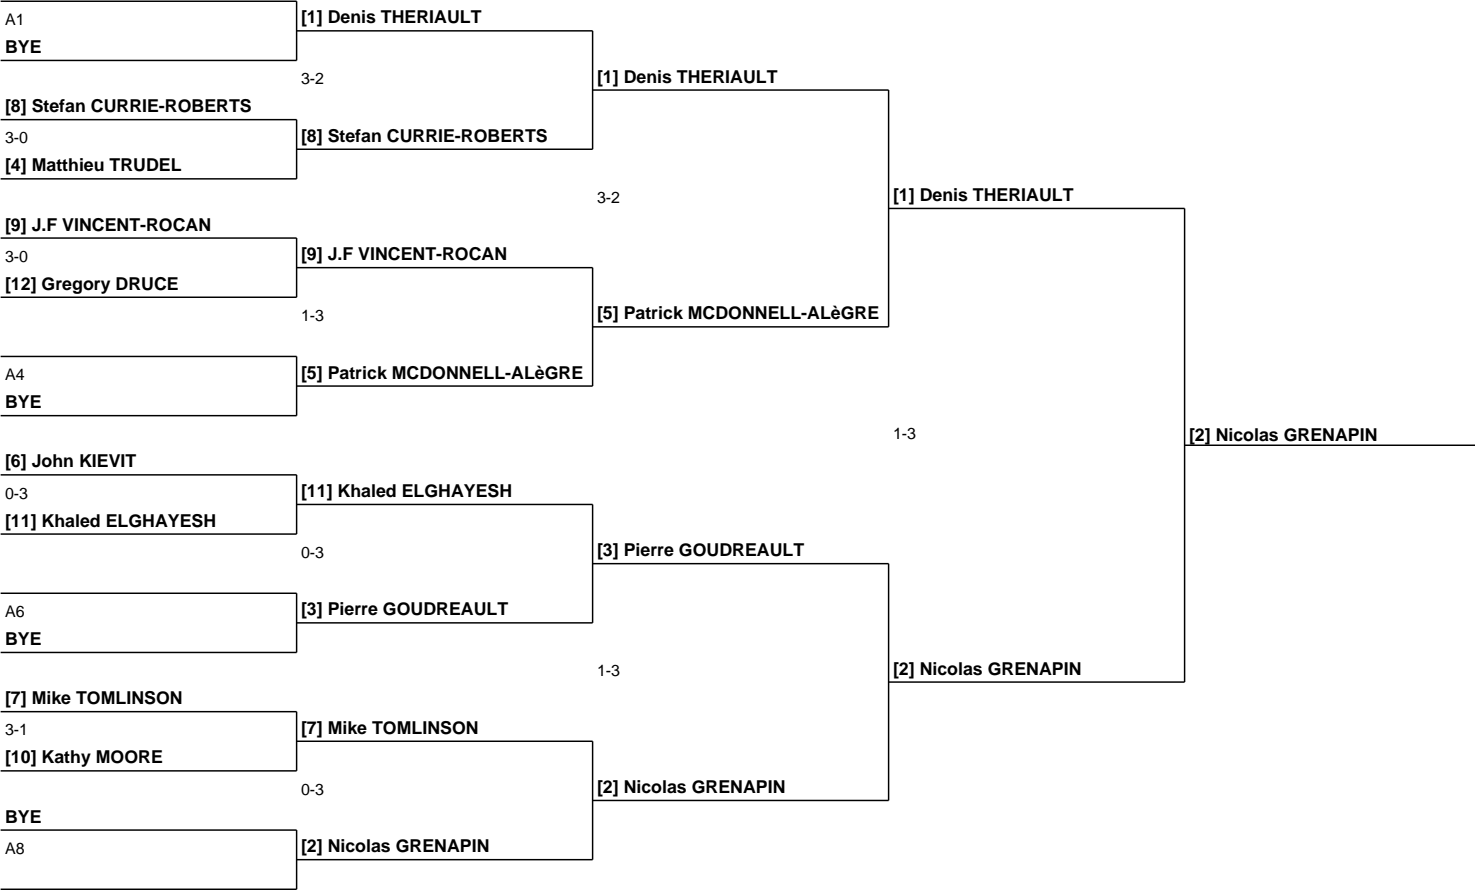 A1
BYE
[1] Denis THERIAULT
3-2
[8] Stefan CURRIE-ROBERTS
3-0
[4] Matthieu TRUDEL
[8] Stefan CURRIE-ROBERTS
[1] Denis THERIAULT
3-2
[9] J.F VINCENT-ROCAN
3-0
[12] Gregory DRUCE
[9] J.F VINCENT-ROCAN
1-3
A4
BYE
[5] Patrick MCDONNELL-ALèGRE
[5] Patrick MCDONNELL-ALèGRE
[1] Denis THERIAULT
1-3
[6] John KIEVIT
0-3
[11] Khaled ELGHAYESH
[11] Khaled ELGHAYESH
0-3
A6
BYE
[3] Pierre GOUDREAULT
[3] Pierre GOUDREAULT
1-3
[7] Mike TOMLINSON
3-1
[10] Kathy MOORE
[7] Mike TOMLINSON
0-3
BYE
A8
[2] Nicolas GRENAPIN
[2] Nicolas GRENAPIN
[2] Nicolas GRENAPIN
[2] Nicolas GRENAPIN